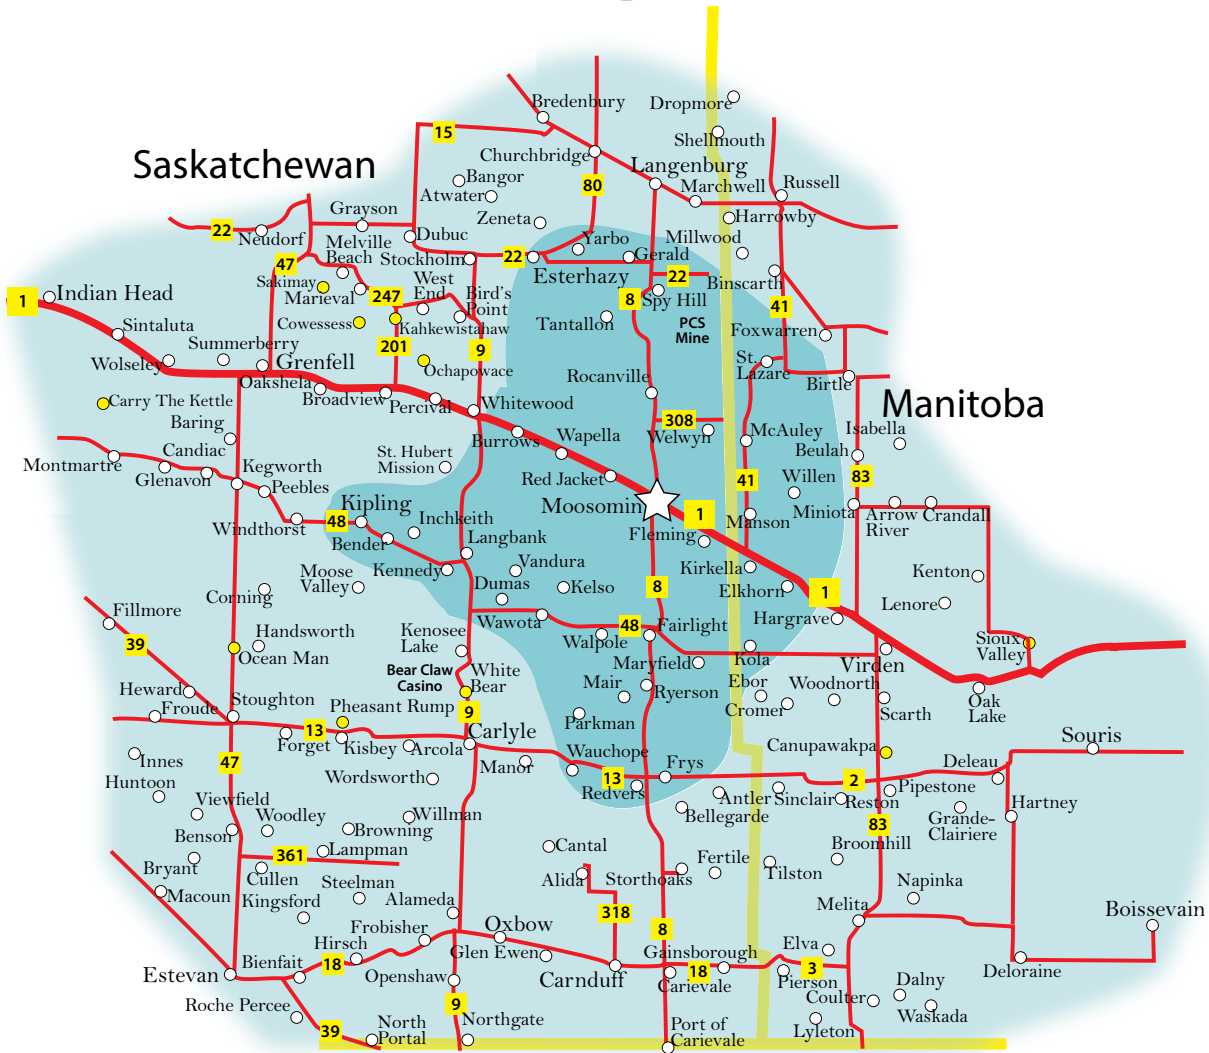 Bredenbury
Dropmore
15
Shellmouth
Saskatchewan
Churchbridge
Langenburg
Bangor
80
Marchwell
Russell
Atwater
Grayson
Zeneta
Harrowby
22
Neudorf
Melville
Beach
Dubuc
Yarbo
Millwood
Stockholm
22
Gerald
47
Esterhazy
22
Binscarth
Sakimay
Marieval
247
West
End
Bird's
Point
8
Spy Hill
1
Indian Head
41
Cowessess
Kahkewistahaw
Tantallon
PCS
Mine
Foxwarren
Sintaluta
Summerberry
201
9
Wolseley
Grenfell
Ochapowace
St.
Lazare
Oakshela
Rocanville
Birtle
Carry The Kettle
Broadview
Percival
Whitewood
Manitoba
Baring
308
Welwyn
McAuley
Isabella
Burrows
Wapella
Candiac
St. Hubert
Mission
Beulah
Montmartre
Glenavon
Kegworth
Peebles
Red Jacket
41
Willen
83
Kipling
Moosomin
1
Manson
Miniota
Arrow
River
Crandall
Windthorst
48
Inchkeith
Bender
Fleming
Langbank
Vandura
Kennedy
Kirkella
Moose
Valley
Dumas
Kelso
8
Elkhorn
1
Kenton
Corning
Lenore
Fillmore
Wawota
Hargrave
39
Handsworth
Kenosee
Lake
48
Fairlight
Walpole
Sioux
Valley
Ocean Man
Maryfield
Kola
Virden
Bear Claw
Casino
White
Bear
Mair
Ryerson
Ebor
Woodnorth
Heward
Stoughton
Cromer
Oak
Lake
Froude
Pheasant Rump
9
Parkman
Scarth
13
Forget
Kisbey
Arcola
Carlyle
Souris
Innes
47
Wauchope
Frys
Canupawakpa
Deleau
Wordsworth
Manor
13
Redvers
2
Huntoon
Antler
Sinclair
Reston
Pipestone
Viewfield
Willman
Bellegarde
Hartney
Woodley
Grande-
Clairiere
Benson
Browning
83
Cantal
Broomhill
Lampman
361
Fertile
Bryant
Cullen
Alida
Storthoaks
Tilston
Steelman
Napinka
Macoun
Kingsford
Alameda
318
Melita
Boissevain
Frobisher
Oxbow
8
Hirsch
Glen Ewen
Gainsborough
Elva
Bienfait
18
Estevan
Openshaw
Carnduff
18
3
Deloraine
Carievale
Pierson
Dalny
Roche Percee
9
Coulter
Waskada
39
North
Portal
Northgate
Port of
Carievale
Lyleton